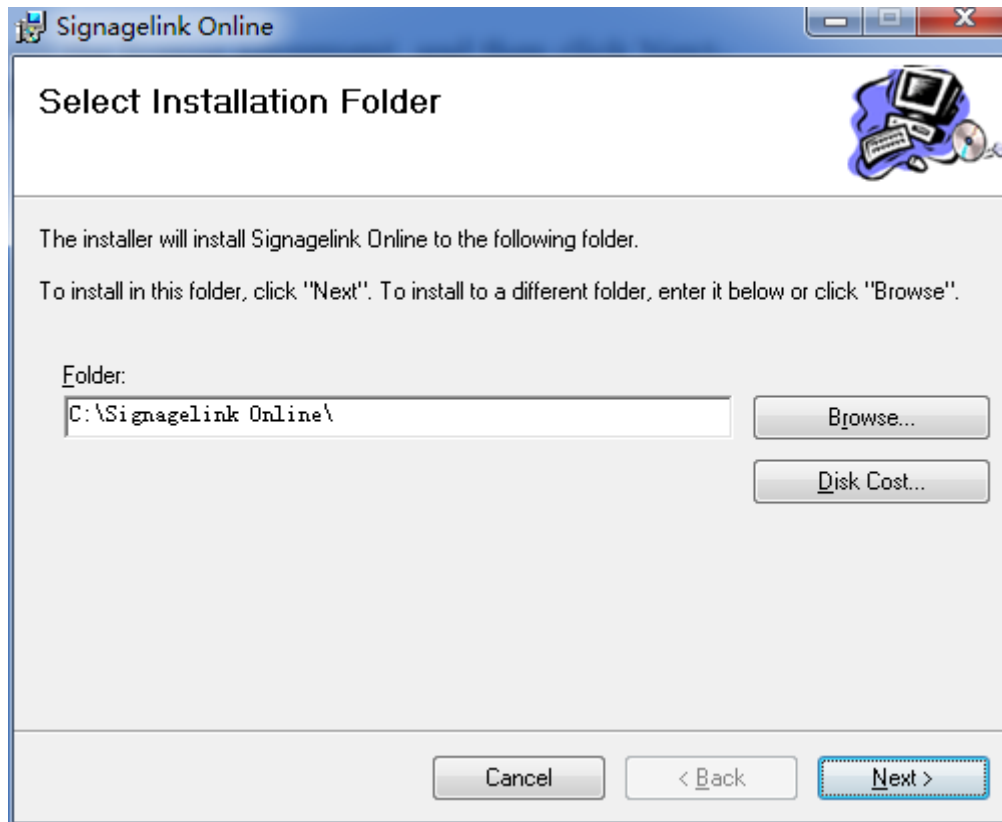 Signagelink Online
Select Installation Folder
The installer will install Signagelink Online to the following folder.
To install in this folder, click "Next". To install to a different folder, enter it below or click "Browse".
Folder:
C:\Signagelink Online\
Browse...
Disk Cost...
Cancel
< Back
Next >